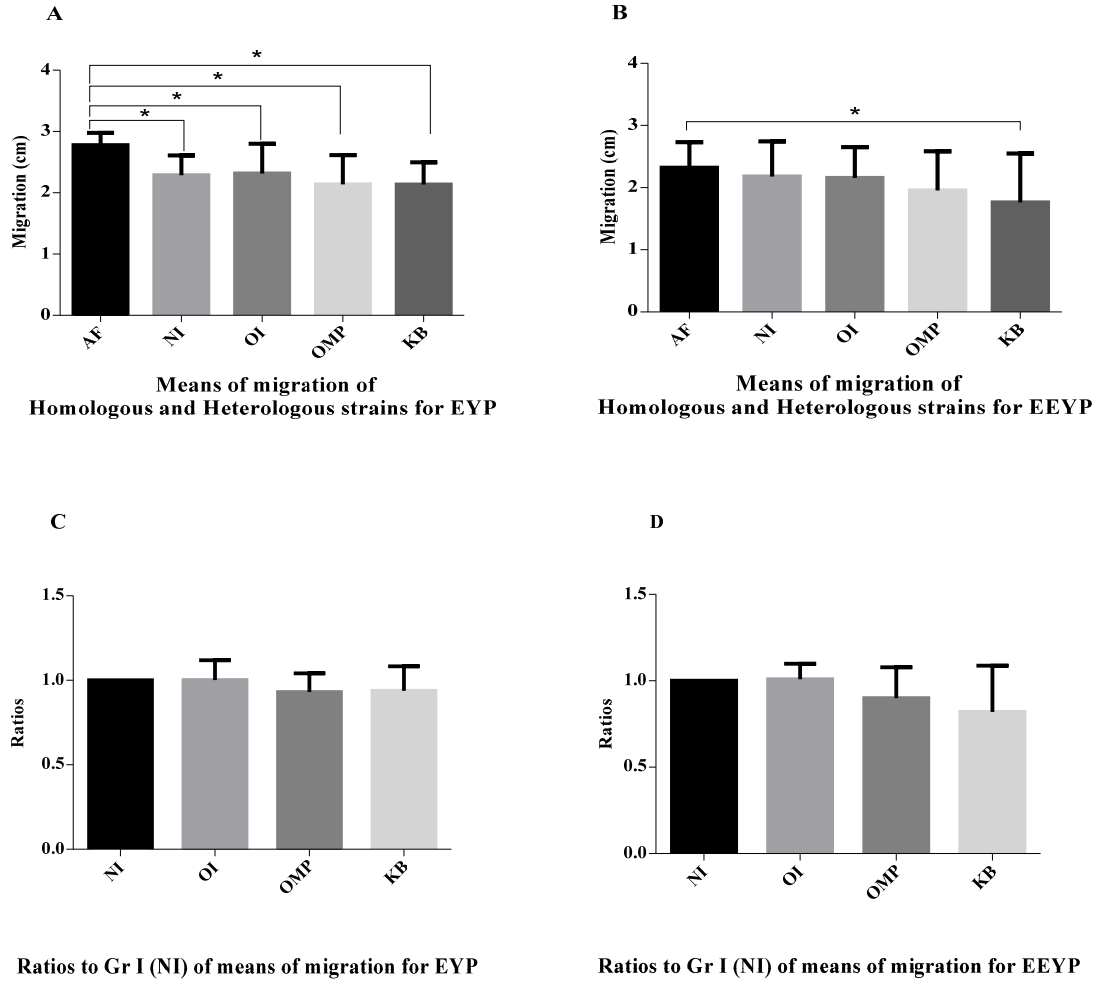 A
*
*
*
*
4
3
2
1
0
Migration (cm)
AF
NI
OI
OMP
KB
Means of migration of
Homologous and Heterologous strains for EYP
B
*
4
3
2
1
0
Migration (cm)
AF
NI
OI
OMP
KB
Means of migration of
Homologous and Heterologous strains for EEYP
C
1.5
1.0
0.5
0.0
Ratios
NI
OI
OMP
KB
Ratios to Gr I (NI) of means of migration for EYP
D
1.5
1.0
0.5
0.0
Ratios
NI
OI
OMP
KB
Ratios to Gr I (NI) of means of migration for EEYP